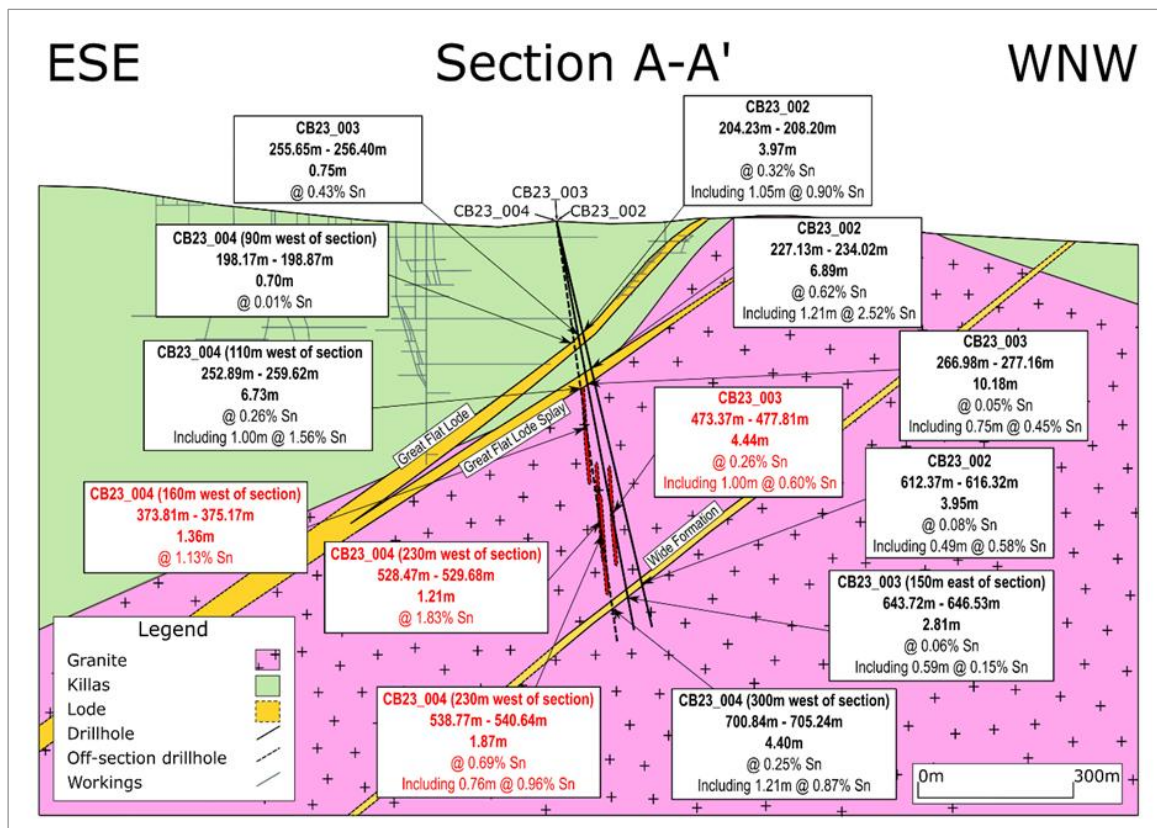 ESE
Section A-A'
WNW
CB23_003
255.65m - 256.40m
0.75m
@ 0.43% Sn
CB23_002
204.23m - 208.20m
3.97m
@ 0.32% Sn
Including 1.05m @ 0.90% Sn
CB23_003
CB23_004
CB23_002
CB23_004 (90m west of section)
198.17m - 198.87m
0.70m
@ 0.01% Sn
CB23_002
227.13m - 234.02m
6.89m
@ 0.62% Sn
Including 1.21m @ 2.52% Sn
CB23_004 (110m west of section
252.89m - 259.62m
6.73m
@ 0.26% Sn
Including 1.00m @ 1.56% Sn
CB23_003
266.98m - 277.16m
10.18m
@ 0.05% Sn
Including 0.75m @ 0.45% Sn
Great Flat Lode
Great Flat Lode Splay
CB23_003
473.37m - 477.81m
4.44m
@ 0.26% Sn
Including 1.00m @ 0.60% Sn
CB23_002
612.37m - 616.32m
3.95m
@ 0.08% Sn
Including 0.49m @ 0.58% Sn
CB23_004 (160m west of section)
373.81m - 375.17m
1.36m
@ 1.13% Sn
CB23_004 (230m west of section)
528.47m - 529.68m
1.21m
@ 1.83% Sn
Wide Formation
CB23_003 (150m east of section)
643.72m - 646.53m
2.81m
@ 0.06% Sn
Including 0.59m @ 0.15% Sn
Legend
Granite
Killas
Lode
Drillhole
Off-section drillhole
Workings
CB23_004 (230m west of section)
538.77m - 540.64m
1.87m
@ 0.69% Sn
Including 0.76m @ 0.96% Sn
CB23_004 (300m west of section)
700.84m - 705.24m
4.40m
@ 0.25% Sn
Including 1.21m @ 0.87% Sn
0m
300m